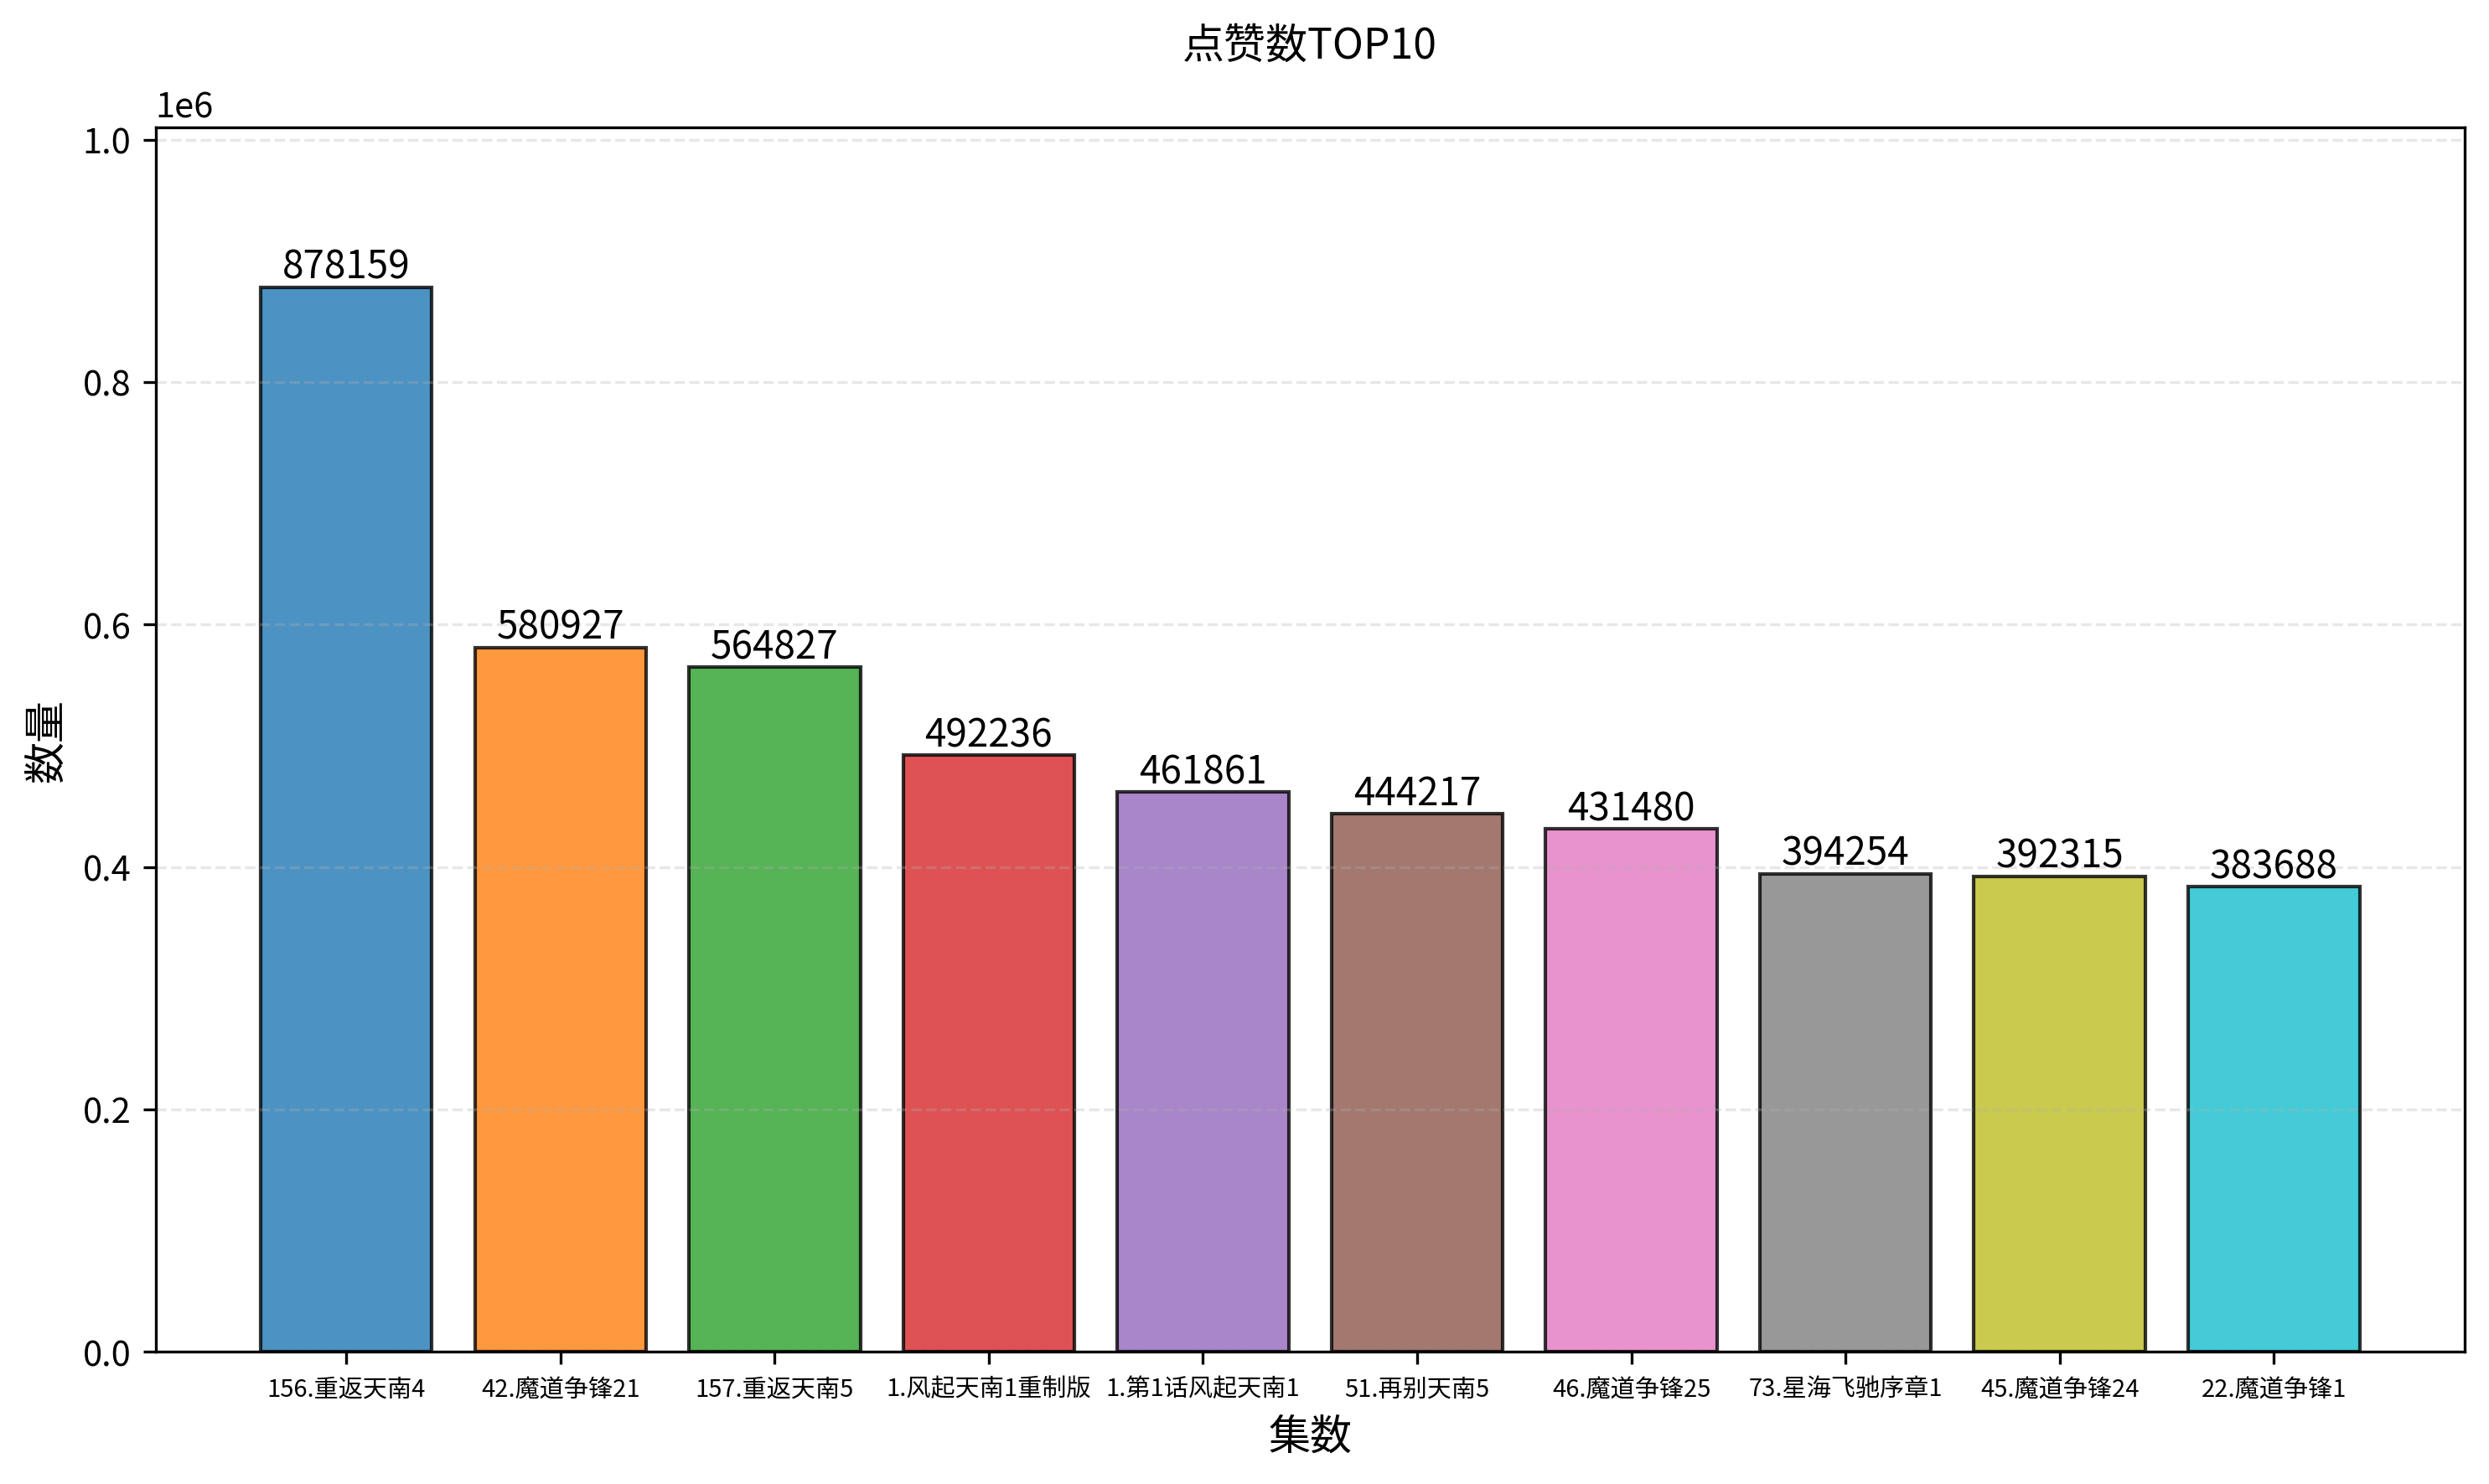 点赞数TOP10
1e6
1.0
0.8
0.6
0.4
0.2
0.0
数量
878159
580927
564827
492236
461861
444217
431480
394254
392315
383688
156.重返天南4
42.魔道争锋21
157.重返天南5
1.风起天南1重制版
1.第1话风起天南1
51.再别天南5
46.魔道争锋25
73.星海飞驰序章1
45.魔道争锋24
22.魔道争锋1
集数